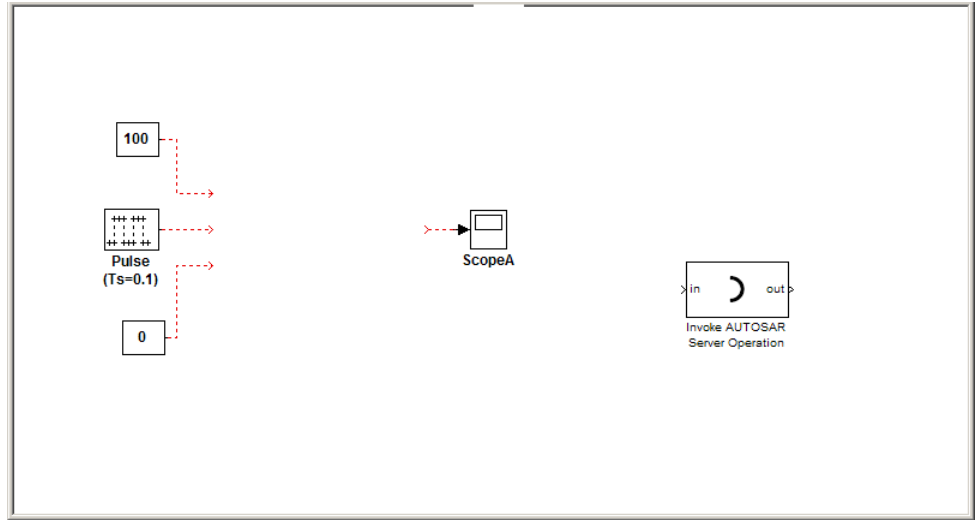 100
Pulse
(Ts=0.1)
0
ScopeA
in
out
Invoke AUTOSAR
Server Operation